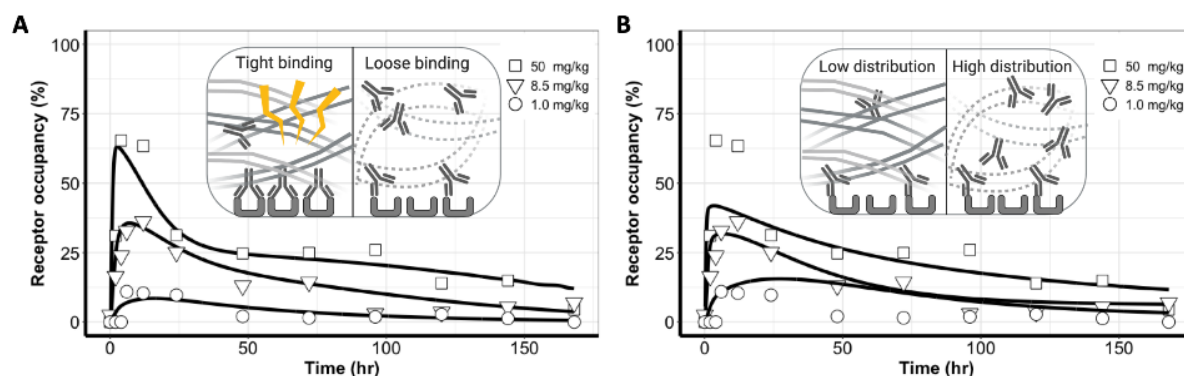 A
Receptor occupancy (%)
100
75
50
25
0
Tight binding
Loose binding
50 mg/kg
8.5 mg/kg
1.0 mg/kg
0
50
100
150
Time (hr)
B
Receptor occupancy (%)
100
75
50
25
0
Low distribution
High distribution
50 mg/kg
8.5 mg/kg
1.0 mg/kg
0
50
100
150
Time (hr)